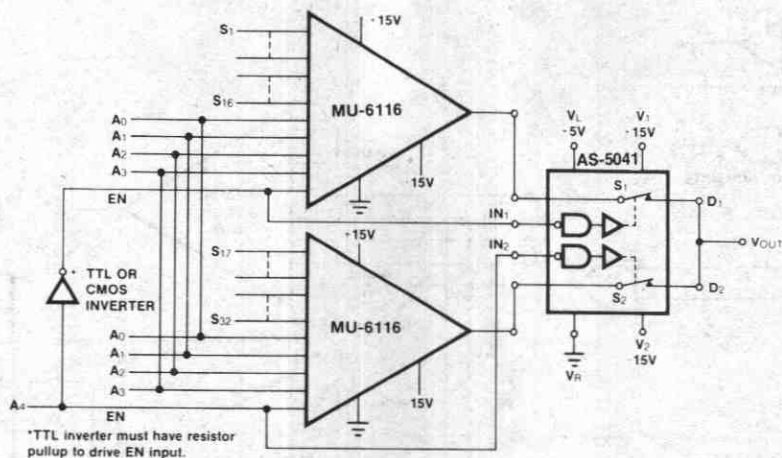 S1
-15V
S16
MU-6116
A0
A1
A2
A3
EN
-15V
VL
-5V
V1
-15V
AS-5041
S1
D1
IN1
IN2
VOUT
S2
D2
V2
-15V
VR
S17
+15V
S32
MU-6116
* TTL OR
CMOS
INVERTER
A0
A1
A2
A3
EN
-15V
A4
*TTL inverter must have resistor
pullup to drive EN input.